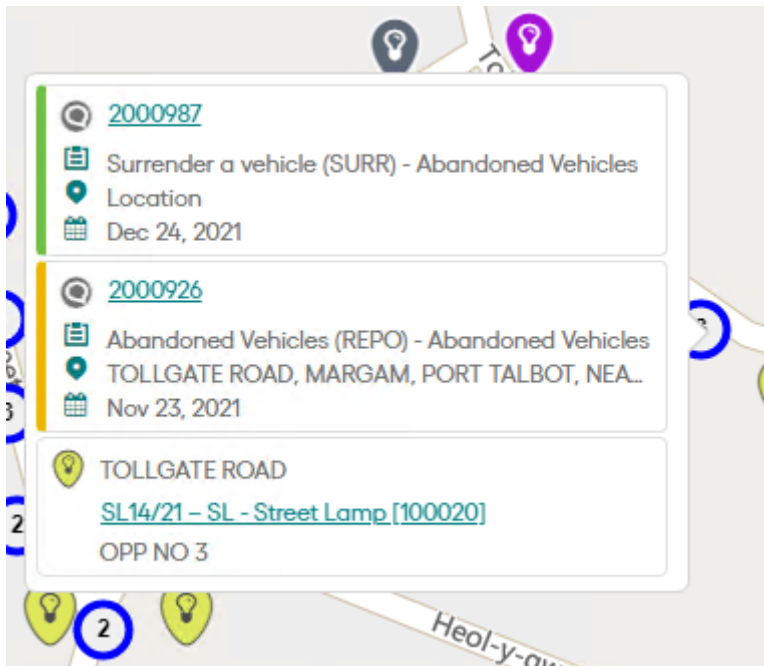 2000987
Surrender a vehicle (SURR) - Abandoned Vehicles
Location
Dec 24, 2021
2000926
Abandoned Vehicles (REPO) - Abandoned Vehicles
TOLLGATE ROAD, MARGAM, PORT TALBOT, NEA...
Nov 23, 2021
TOLLGATE ROAD
SL14/21 – SL - Street Lamp [100020]
OPP NO 3
2
2
Heol-y-